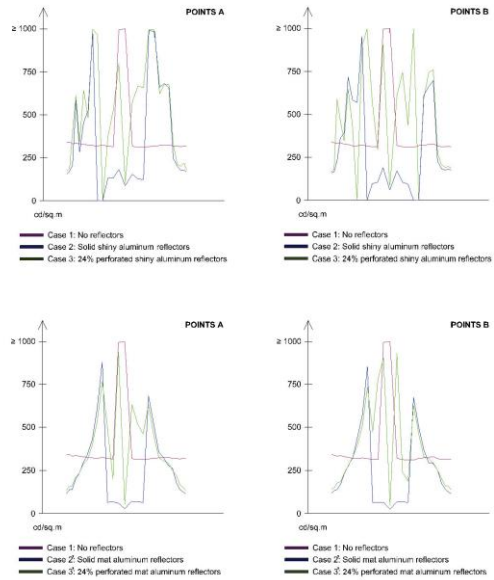 POINTS A
≥ 1000
750
500
250
0
cd/sq.m
Case 1: No reflectors
Case 2: Solid shiny aluminum reflectors
Case 3: 24% perforated shiny aluminum reflectors
POINTS B
≥ 1000
750
500
250
0
cd/sq.m
Case 1: No reflectors
Case 2: Solid shiny aluminum reflectors
Case 3: 24% perforated shiny aluminum reflectors
POINTS A
≥ 1000
750
500
250
0
cd/sq.m
Case 1: No reflectors
Case 2': Solid mat aluminum reflectors
Case 3': 24% perforated mat aluminum reflectors
POINTS B
≥ 1000
750
500
250
0
cd/sq.m
Case 1: No reflectors
Case 2': Solid mat aluminum reflectors
Case 3': 24% perforated mat aluminum reflectors